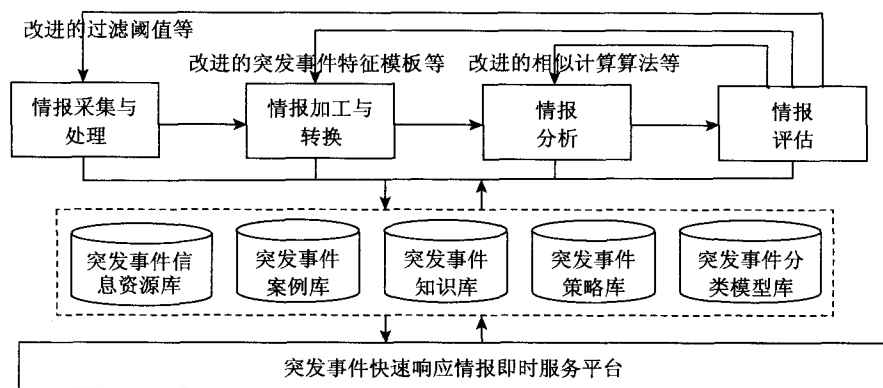 改进的过滤阈值等
改进的突发事件特征模板等
改进的相似计算算法等
情报采集与
处理
情报加工与
转换
情报
分析
情报
评估
突发事件信
息资源库
突发事件
案例库
突发事件
知识库
突发事件
策略库
突发事件分
类模型库
突发事件快速响应情报即时服务平台